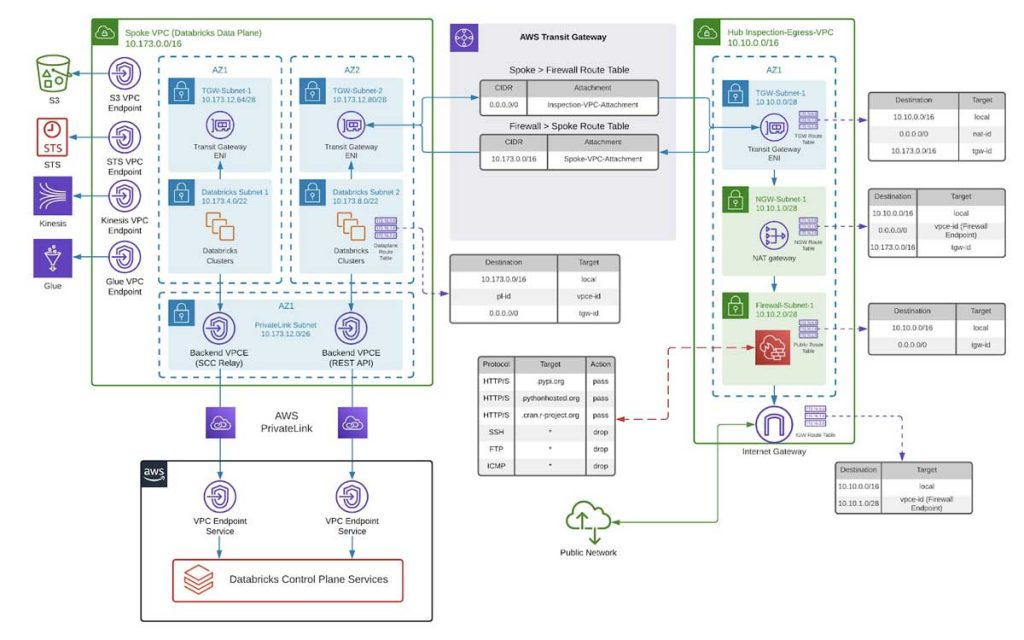 Spoke VPC (Databricks Data Plane)
10.173.0.0/16
S3
S3 VPC
Endpoint
STS
STS
STS VPC
Endpoint
Kinesis
Kinesis VPC
Endpoint
Glue
Glue VPC
Endpoint
AZ1
TGW-Subnet-1
10.173.12.64/28
Transit Gateway
ENI
Databricks Subnet 1
10.173.4.0/22
Databricks
Clusters
AZ2
TGW-Subnet-2
10.173.12.80/28
Transit Gateway
ENI
Databricks Subnet 2
10.173.8.0/22
Databricks
Clusters
Dataplane
Route
Table
AZ1
PrivateLink Subnet
10.173.12.0/26
Backend VPCE
(SCC Relay)
Backend VPCE
(REST API)
AWS
PrivateLink
aws
VPC Endpoint
Service
VPC Endpoint
Service
Databricks Control Plane Services
AWS Transit Gateway
Spoke > Firewall Route Table
CIDR Attachment
0.0.0.0/0 Inspection-VPC-Attachment
Firewall > Spoke Route Table
CIDR Attachment
10.173.0.0/16 Spoke-VPC-Attachment
Destination Target
10.173.0.0/16 local
pl-id vpce-id
0.0.0.0/0 tgw-id
Protocol Target Action
HTTP/S .pypi.org pass
HTTP/S .pythonhosted.org pass
HTTP/S .cran.r-project.org pass
SSH * drop
FTP * drop
ICMP * drop
Public Network
Hub Inspection-Egress-VPC
10.10.0.0/16
AZ1
TGW-Subnet-1
10.10.0.0/28
Transit Gateway
ENI
TGW Route
Table
NGW-Subnet-1
10.10.1.0/28
NAT gateway
NGW Route
Table
Firewall-Subnet-1
10.10.2.0/28
Public Route
Table
Internet Gateway
IGW Route Table
Destination Target
10.10.0.0/16 local
0.0.0.0/0 nat-id
10.173.0.0/16 tgw-id
Destination Target
10.10.0.0/16 local
0.0.0.0/0 vpce-id (Firewall
Endpoint)
10.173.0.0/16 tgw-id
Destination Target
10.10.0.0/16 local
0.0.0.0/0 igw-id
Destination Target
10.10.0.0/16 local
10.10.1.0/28 vpce-id (Firewall
Endpoint)